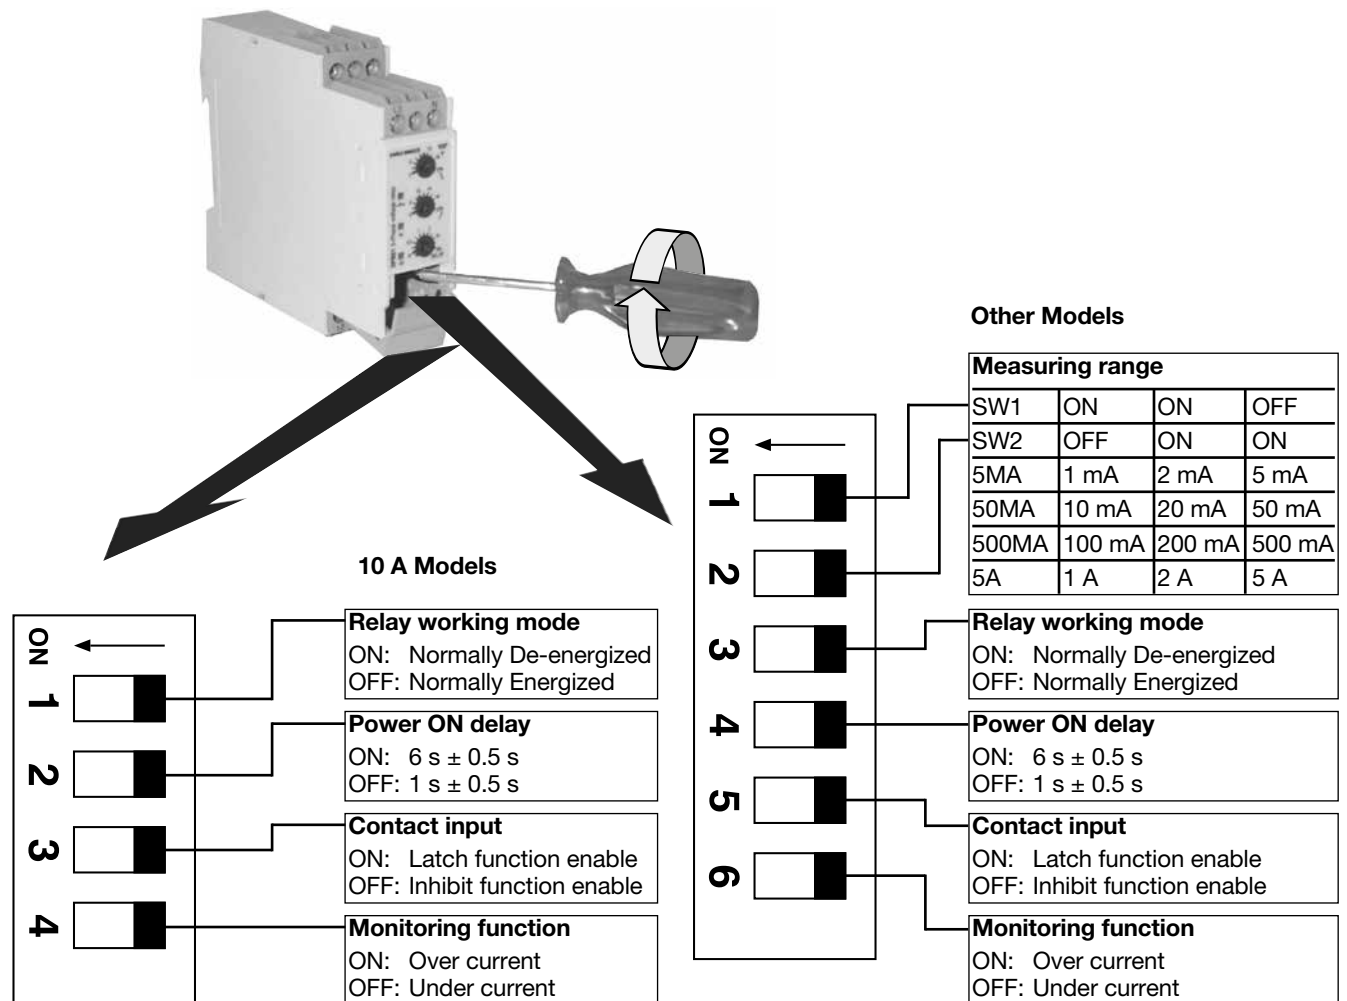 Other Models
Measuring range
SW1 ON ON OFF
SW2 OFF ON ON
5MA 1 mA 2 mA 5 mA
50MA 10 mA 20 mA 50 mA
500MA 100 mA 200 mA 500 mA
5A 1 A 2 A 5 A
ON
1
2
3
4
5
6
Relay working mode
ON: Normally De-energized
OFF: Normally Energized
Power ON delay
ON: 6 s ± 0.5 s
OFF: 1 s ± 0.5 s
Contact input
ON: Latch function enable
OFF: Inhibit function enable
Monitoring function
ON: Over current
OFF: Under current
10 A Models
ON
1
2
3
4
Relay working mode
ON: Normally De-energized
OFF: Normally Energized
Power ON delay
ON: 6 s ± 0.5 s
OFF: 1 s ± 0.5 s
Contact input
ON: Latch function enable
OFF: Inhibit function enable
Monitoring function
ON: Over current
OFF: Under current